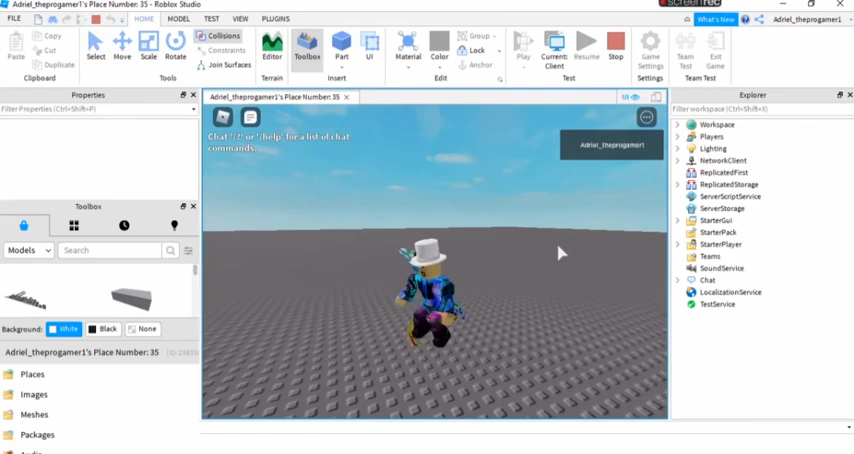 Adriel_theprogamer1's Place Number: 35 - Roblox Studio
screenrec
FILE HOME MODEL TEST VIEW PLUGINS What's New Adriel_theprogamer1
Paste Copy Cut Duplicate Select Move Scale Rotate Collisions Constraints Join Surfaces Editor Toolbox Part UI Material Color Group Lock Anchor Play Current: Client Resume Stop Game Settings Team Test Exit Game
Clipboard Tools Terrain Insert Edit Test Settings Team Test
Properties
Filter Properties (Ctrl+Shift+P)
Toolbox
Models Search
Background: White Black None
Adriel_theprogamer1's Place Number: 35
Places
Images
Meshes
Packages
Audio
Adriel_theprogamer1's Place Number: 35
UI
Chat '/?' or '/help' for a list of chat
commands.
Adriel_theprogamer1
Explorer
Filter workspace (Ctrl+Shift+X)
Workspace
Players
Lighting
NetworkClient
ReplicatedFirst
ReplicatedStorage
ServerScriptService
ServerStorage
StarterGui
StarterPack
StarterPlayer
Teams
SoundService
Chat
LocalizationService
TestService